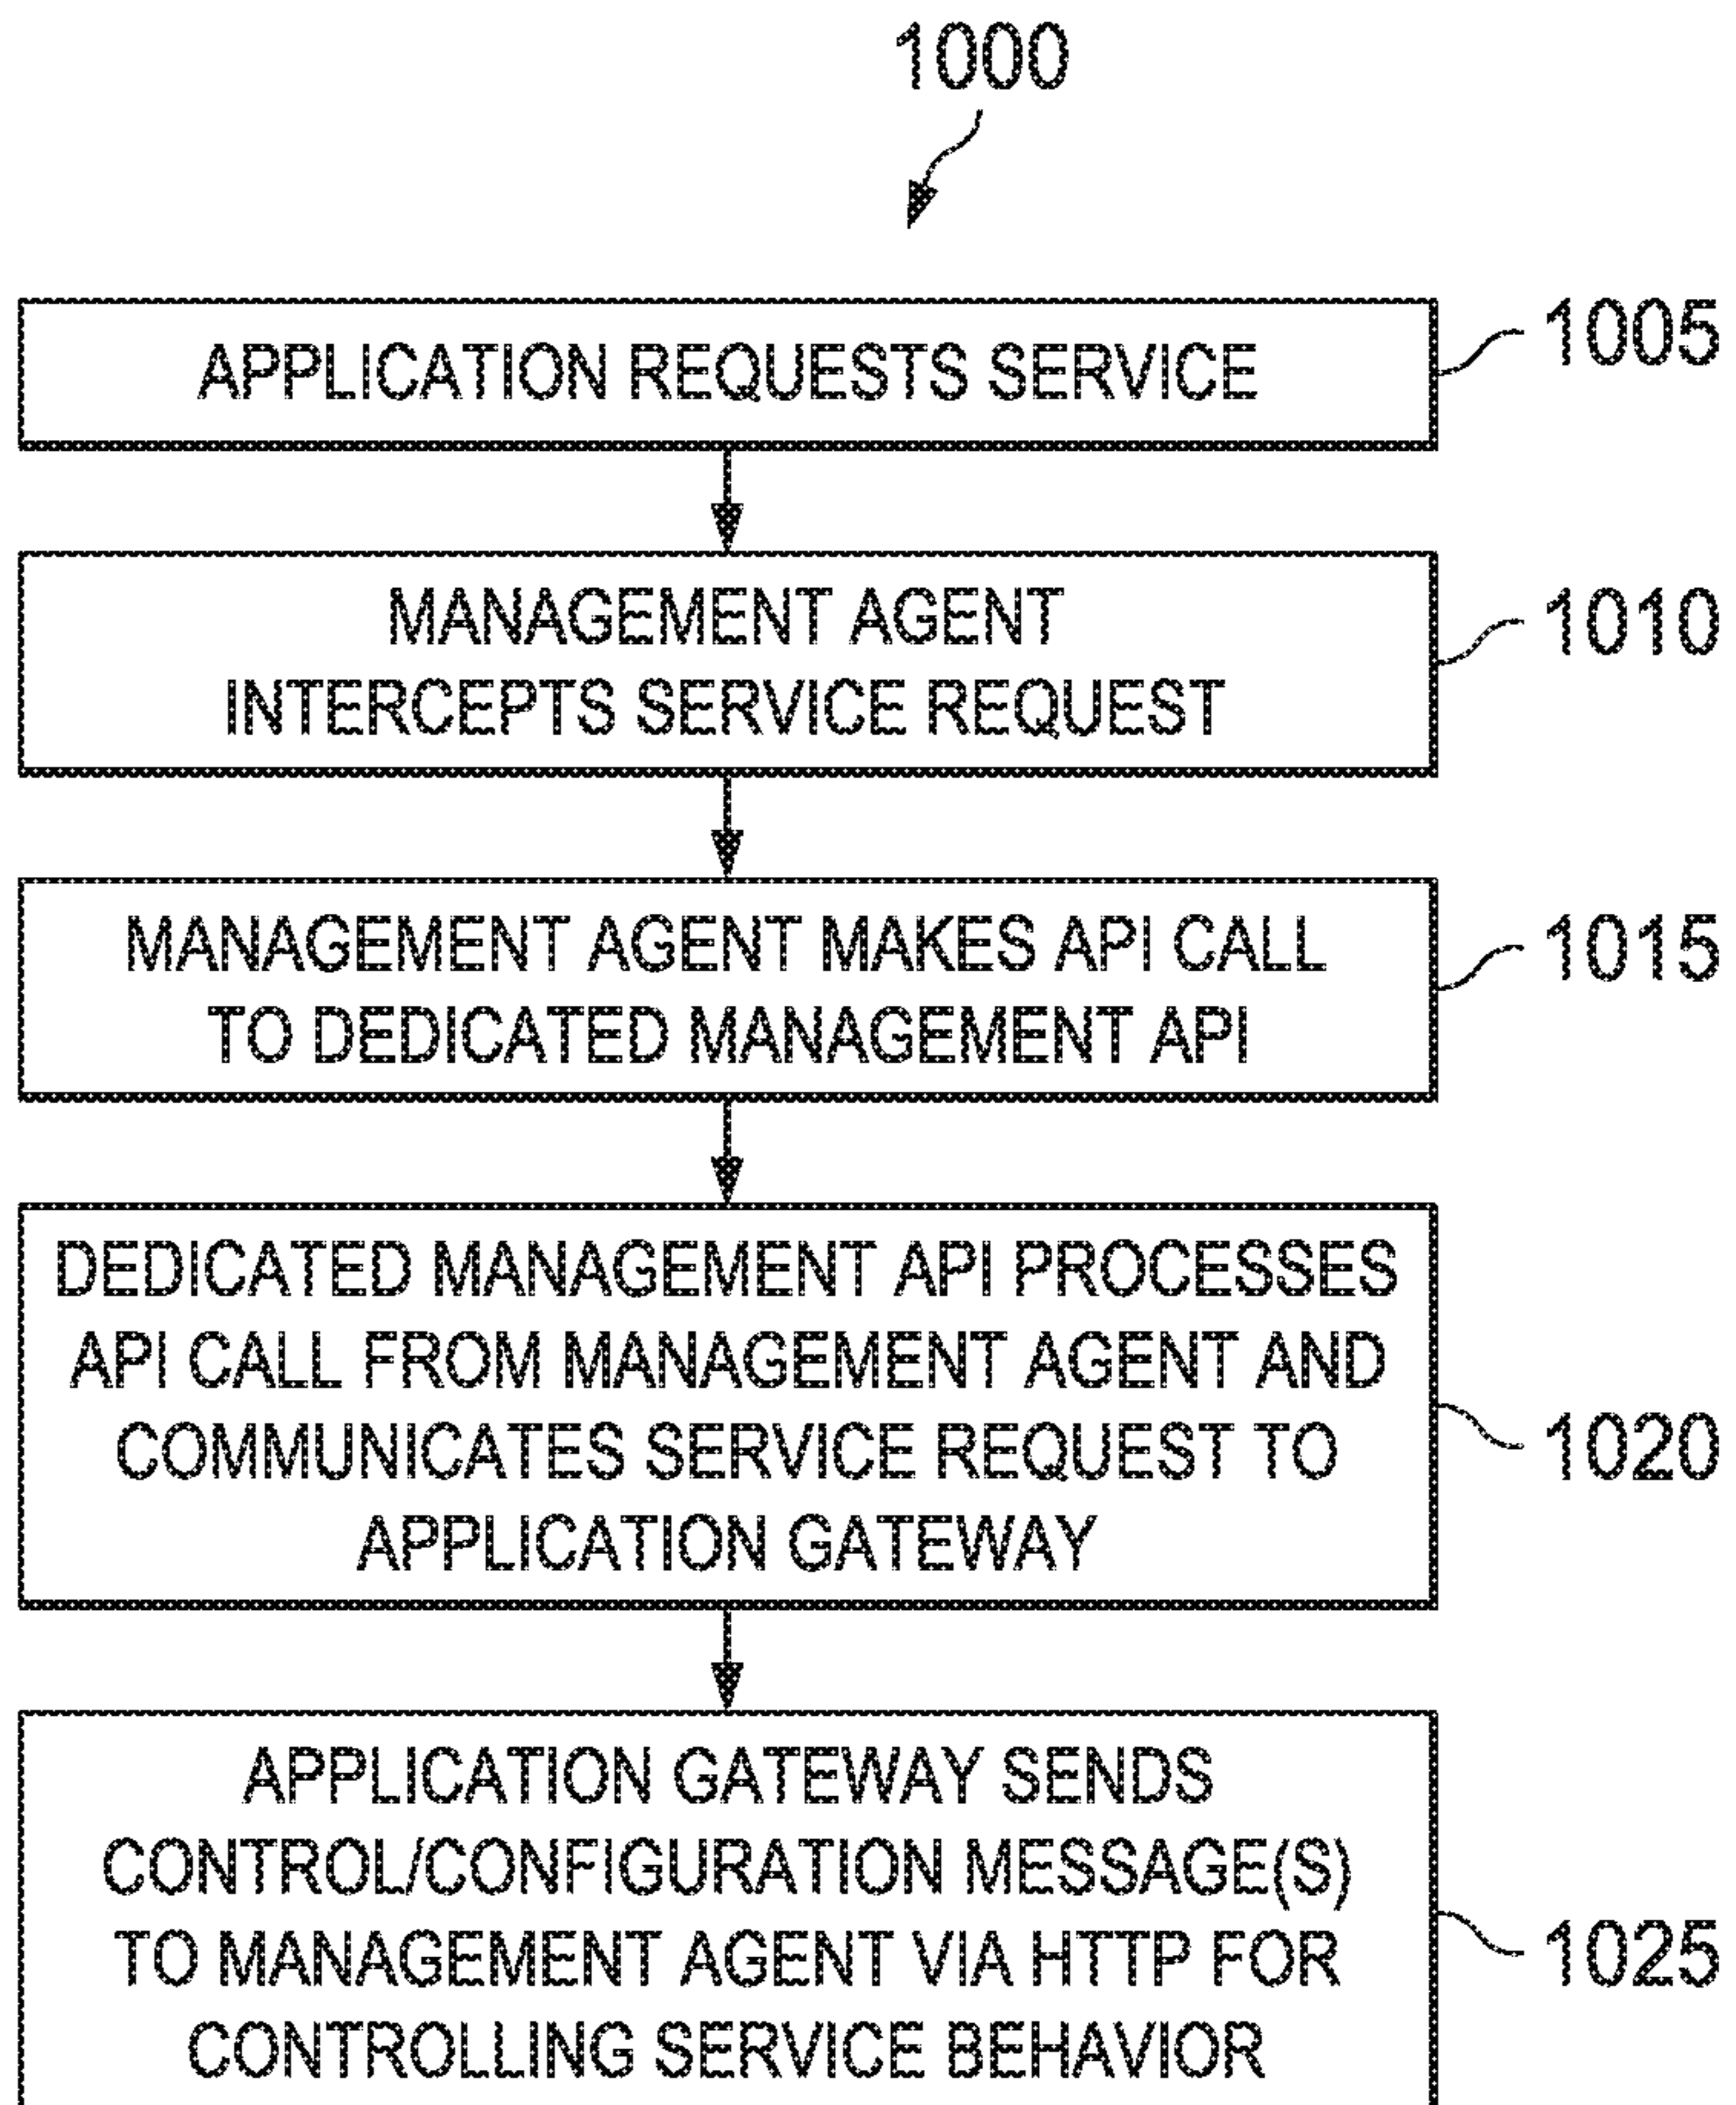 1000
APPLICATION REQUESTS SERVICE
1005
MANAGEMENT AGENT
INTERCEPTS SERVICE REQUEST
1010
MANAGEMENT AGENT MAKES API CALL
TO DEDICATED MANAGEMENT API
1015
DEDICATED MANAGEMENT API PROCESSES
API CALL FROM MANAGEMENT AGENT AND
COMMUNICATES SERVICE REQUEST TO
APPLICATION GATEWAY
1020
APPLICATION GATEWAY SENDS
CONTROL/CONFIGURATION MESSAGE(S)
TO MANAGEMENT AGENT VIA HTTP FOR
CONTROLLING SERVICE BEHAVIOR
1025